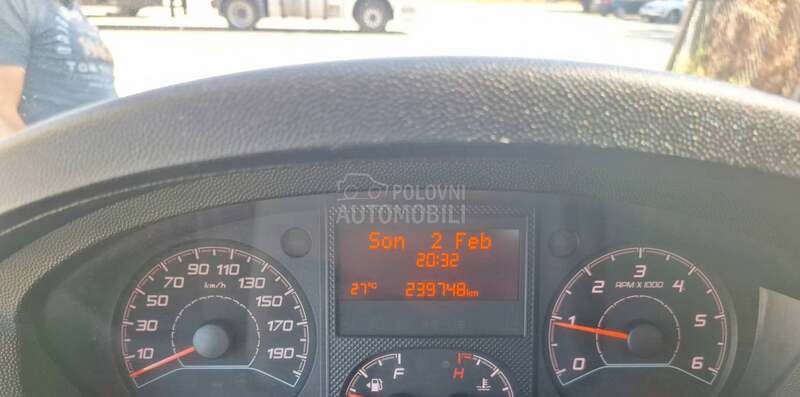 POLOVNI
AUTOMOBILI
Son 2 Feb
20:32
27°C 239748km
10 30 50 70 90 110 130 150 170 190
km/h
0 1 2 3 4 5 6
RPM X 1000
F
H